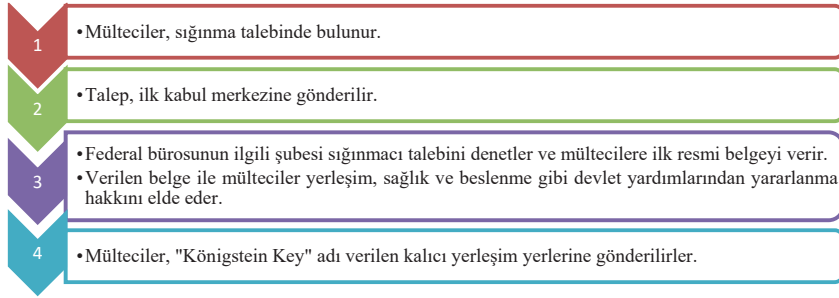 1
•Mülteciler, sığınma talebinde bulunur.
2
•Talep, ilk kabul merkezine gönderilir.
3
•Federal bürosunun ilgili şubesi sığınmacı talebini denetler ve mültecilere ilk resmi belgeyi verir.
•Verilen belge ile mülteciler yerleşim, sağlık ve beslenme gibi devlet yardımlarından yararlanma
hakkını elde eder.
4
•Mülteciler, "Königstein Key" adı verilen kalıcı yerleşim yerlerine gönderilirler.